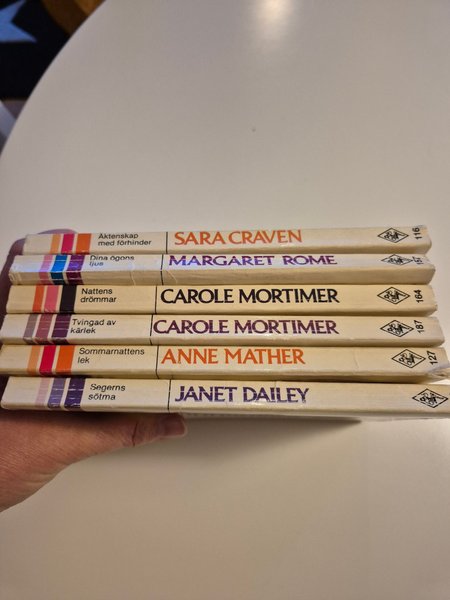 Äktenskap
med förhinder
SARA CRAVEN
116
Dina ögons
ljus
MARGARET ROME
Nattens
drömmar
CAROLE MORTIMER
164
Tvingad av
kärlek
CAROLE MORTIMER
187
Sommarnattens
lek
ANNE MATHER
127
Segerns
sötma
JANET DAILEY